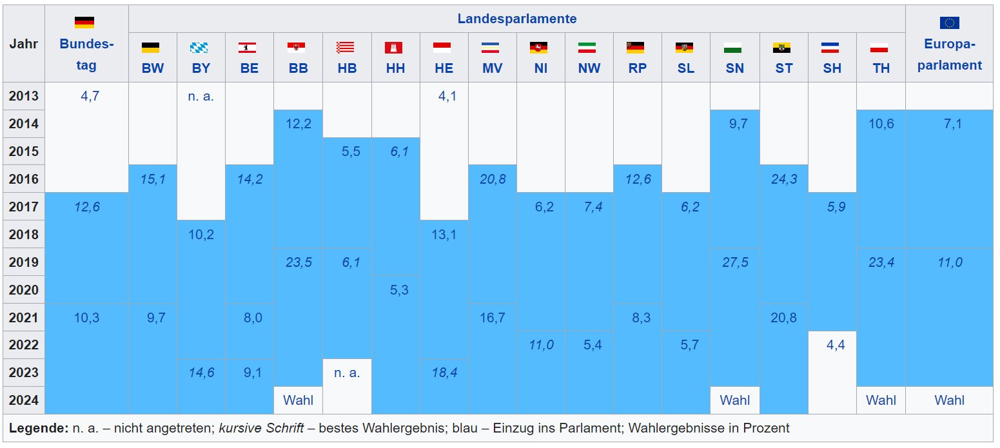 Jahr Bundes-tag Landesparlamente Europa-parlament
BW BY BE BB HB HH HE MV NI NW RP SL SN ST SH TH
2013 4,7 n. a. 4,1
2014 12,2 9,7 10,6 7,1
2015 5,5 6,1
2016 15,1 14,2 20,8 12,6 24,3
2017 12,6 6,2 7,4 6,2 5,9
2018 10,2 13,1
2019 23,5 6,1 27,5 23,4 11,0
2020 5,3
2021 10,3 9,7 8,0 16,7 8,3 20,8
2022 11,0 5,4 5,7 4,4
2023 14,6 9,1 n. a. 18,4
2024 Wahl Wahl Wahl Wahl
Legende: n. a. – nicht angetreten; kursive Schrift – bestes Wahlergebnis; blau – Einzug ins Parlament; Wahlergebnisse in Prozent